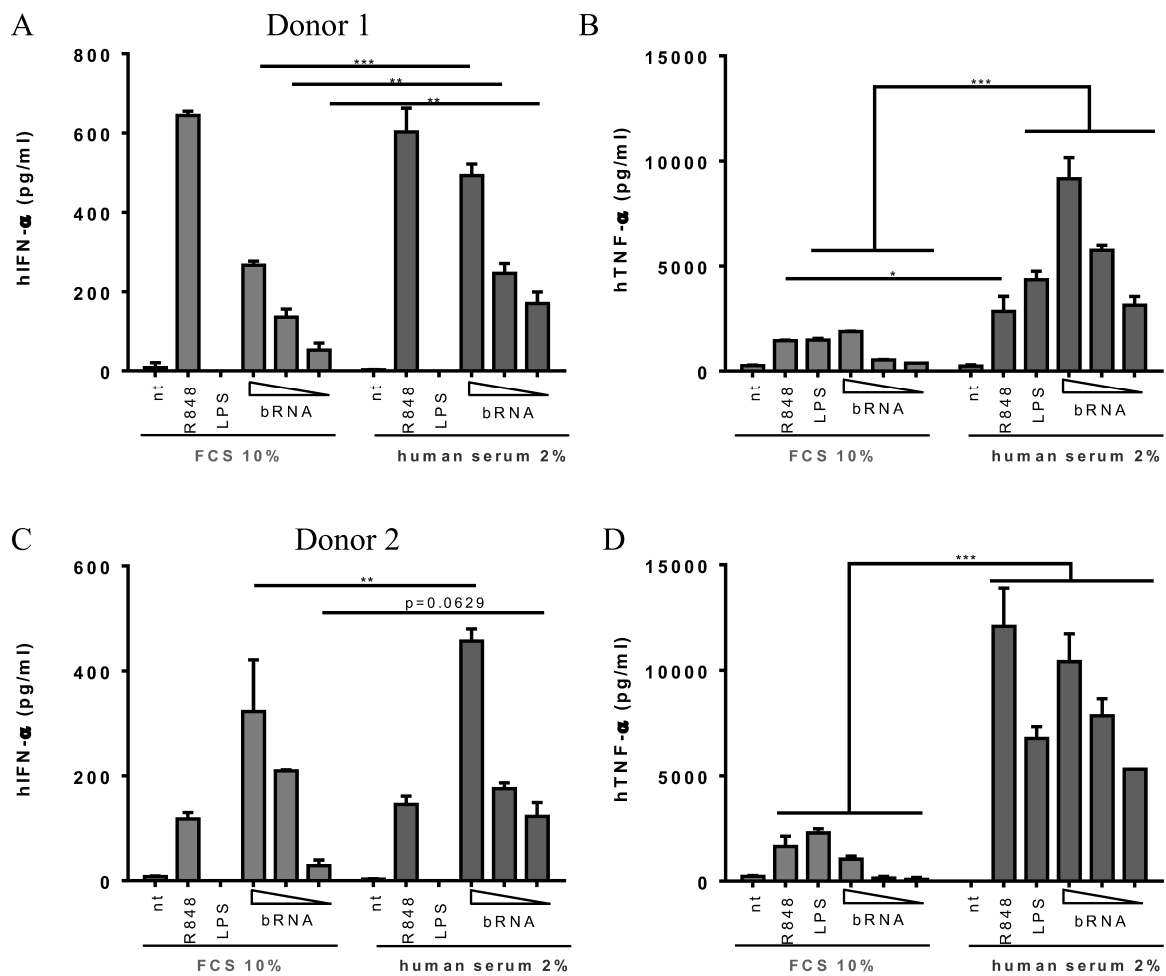 A
Donor 1
hIFN-α (pg/ml)
800
600
400
200
0
***
**
**
nt
R848
LPS
bRNA
nt
R848
LPS
bRNA
FCS 10%
human serum 2%
B
hTNF-α (pg/ml)
15000
10000
5000
0
***
*
nt
R848
LPS
bRNA
nt
R848
LPS
bRNA
FCS 10%
human serum 2%
C
Donor 2
hIFN-α (pg/ml)
600
400
200
0
**
p=0.0629
nt
R848
LPS
bRNA
nt
R848
LPS
bRNA
FCS 10%
human serum 2%
D
hTNF-α (pg/ml)
15000
10000
5000
0
***
nt
R848
LPS
bRNA
nt
R848
LPS
bRNA
FCS 10%
human serum 2%